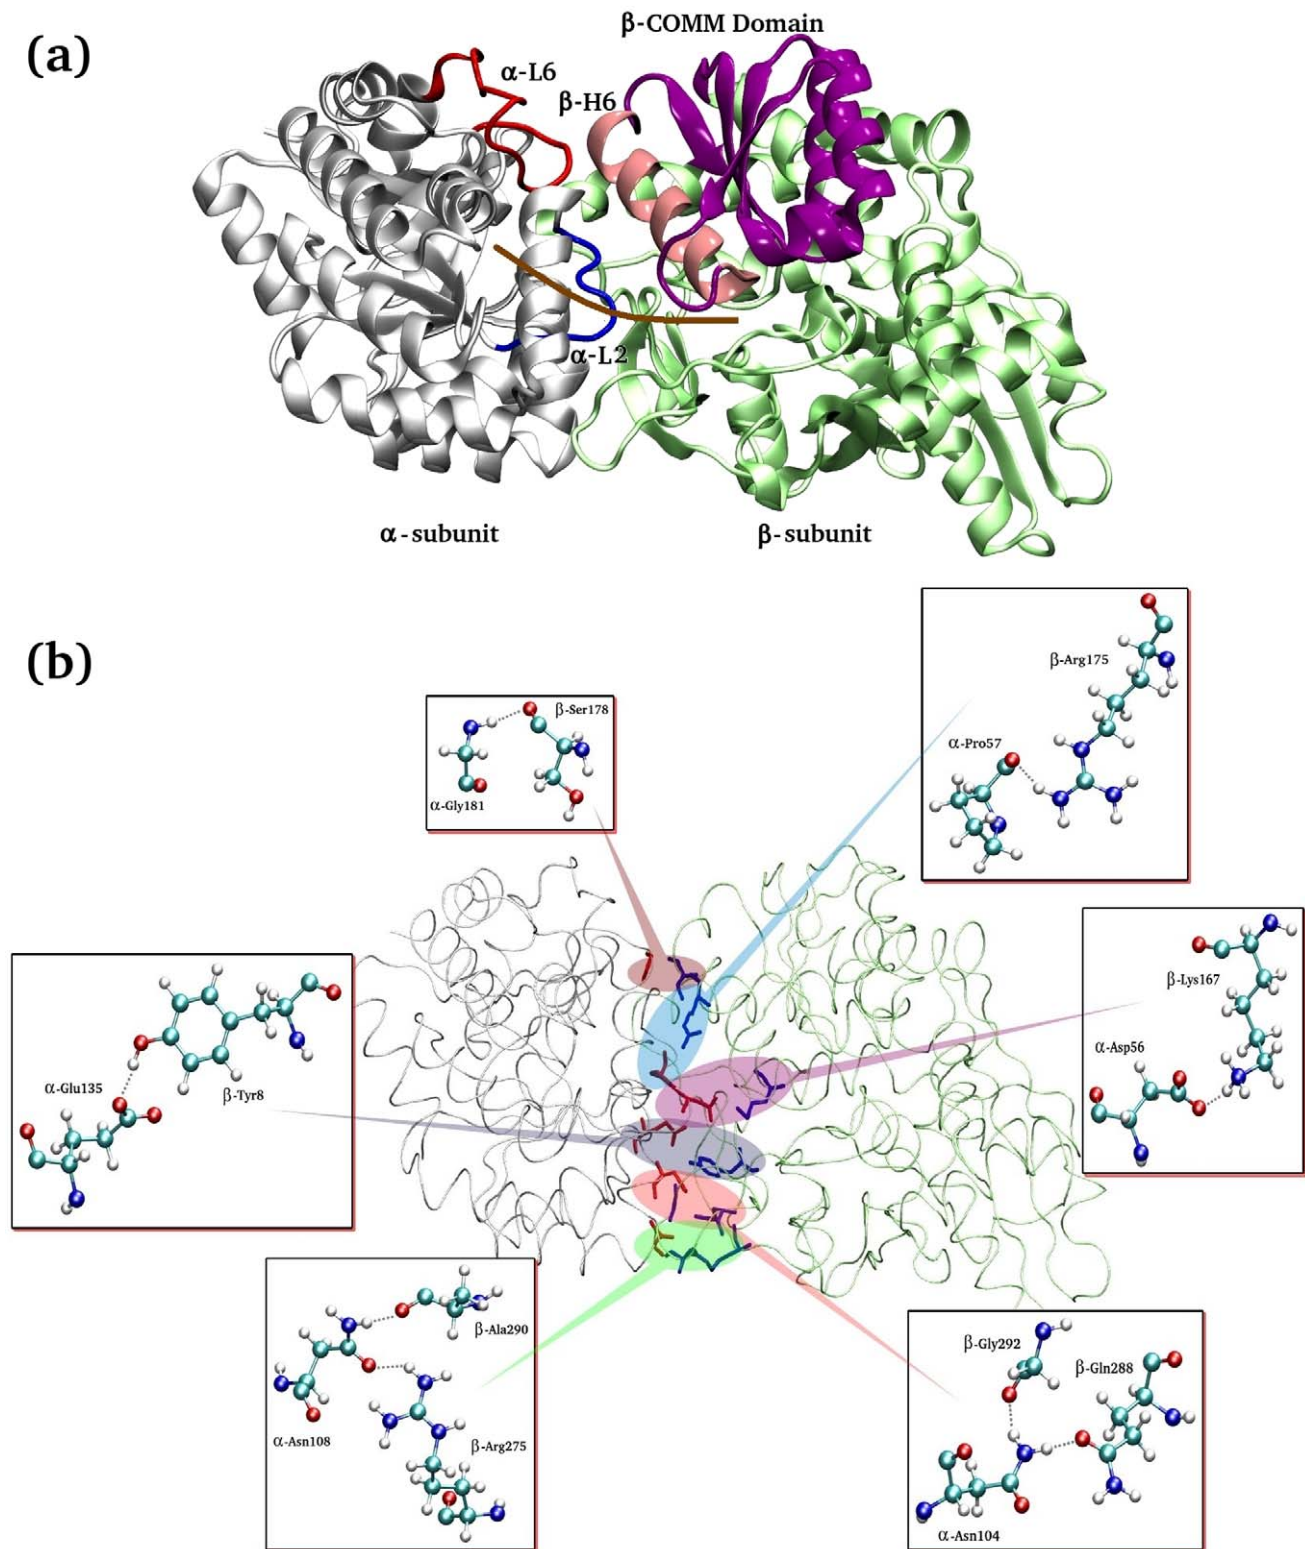 (a)
β-COMM Domain
α-L6
β-H6
α-L2
α-subunit
β-subunit
(b)
β-Arg175
β-Ser178
α-Pro57
α-Gly181
β-Lys167
α-Asp56
α-Glu135
β-Tyr8
β-Ala290
β-Gly292
β-Gln288
α-Asn108
β-Arg275
α-Asn104